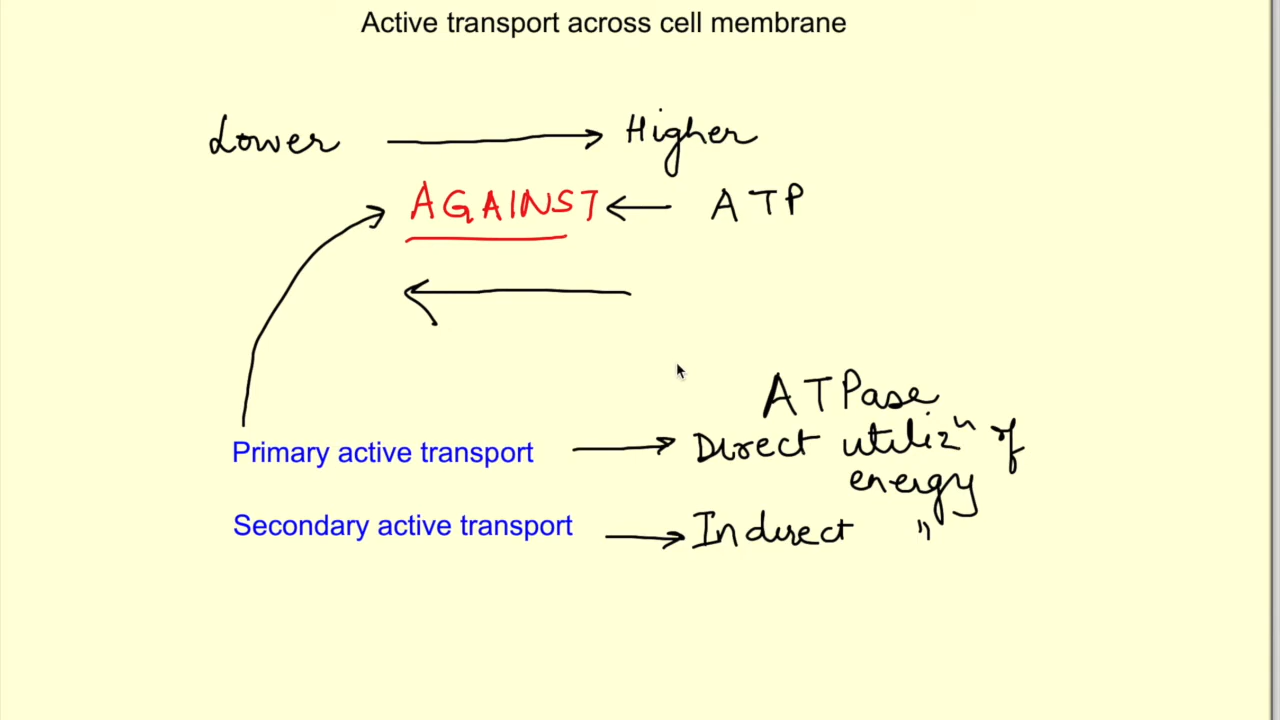 Active transport across cell membrane
Lower → Higher
AGAINST ← ATP
ATPase
Primary active transport → Direct utilizⁿ of
energy
Secondary active transport → Indirect "